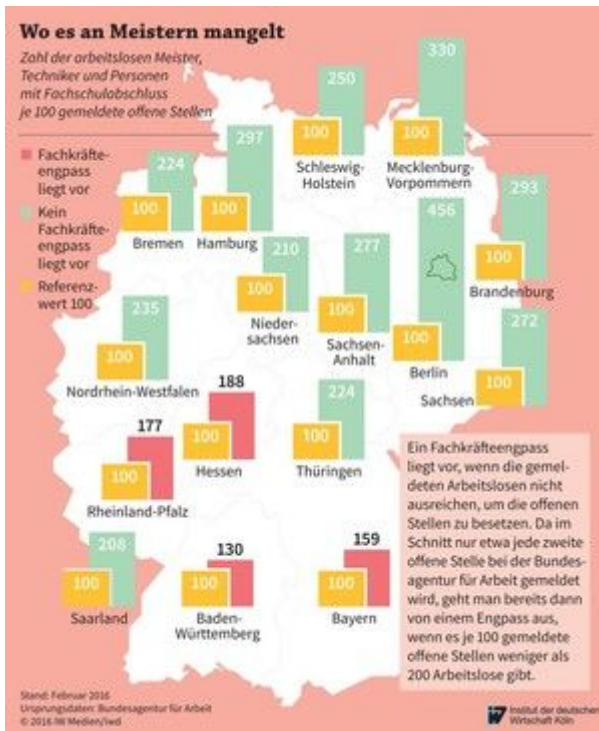 Wo es an Meistern mangelt
Zahl der arbeitslosen Meister,
Techniker und Personen
mit Fachschulabschluss
je 100 gemeldete offene Stellen
Fachkräfte-
engpass
liegt vor
Kein
Fachkräfte-
engpass
liegt vor
Referenz-
wert 100
330
100
Mecklenburg-
Vorpommern
250
100
Schleswig-
Holstein
297
100
Hamburg
224
100
Bremen
293
100
Brandenburg
456
100
Berlin
210
100
Nieder-
sachsen
277
100
Sachsen-
Anhalt
272
100
Sachsen
235
100
Nordrhein-Westfalen
188
100
Hessen
224
100
Thüringen
177
100
Rheinland-Pfalz
208
100
Saarland
130
100
Baden-
Württemberg
159
100
Bayern
Ein Fachkräfteengpass
liegt vor, wenn die gemel-
deten Arbeitslosen nicht
ausreichen, um die offenen
Stellen zu besetzen. Da im
Schnitt nur etwa jede zweite
offene Stelle bei der Bundes-
agentur für Arbeit gemeldet
wird, geht man bereits dann
von einem Engpass aus,
wenn es je 100 gemeldete
offene Stellen weniger als
200 Arbeitslose gibt.
Stand: Februar 2016
Ursprungsdaten: Bundesagentur für Arbeit
© 2016 IW Medien/iwd
Institut der deutschen
Wirtschaft Köln